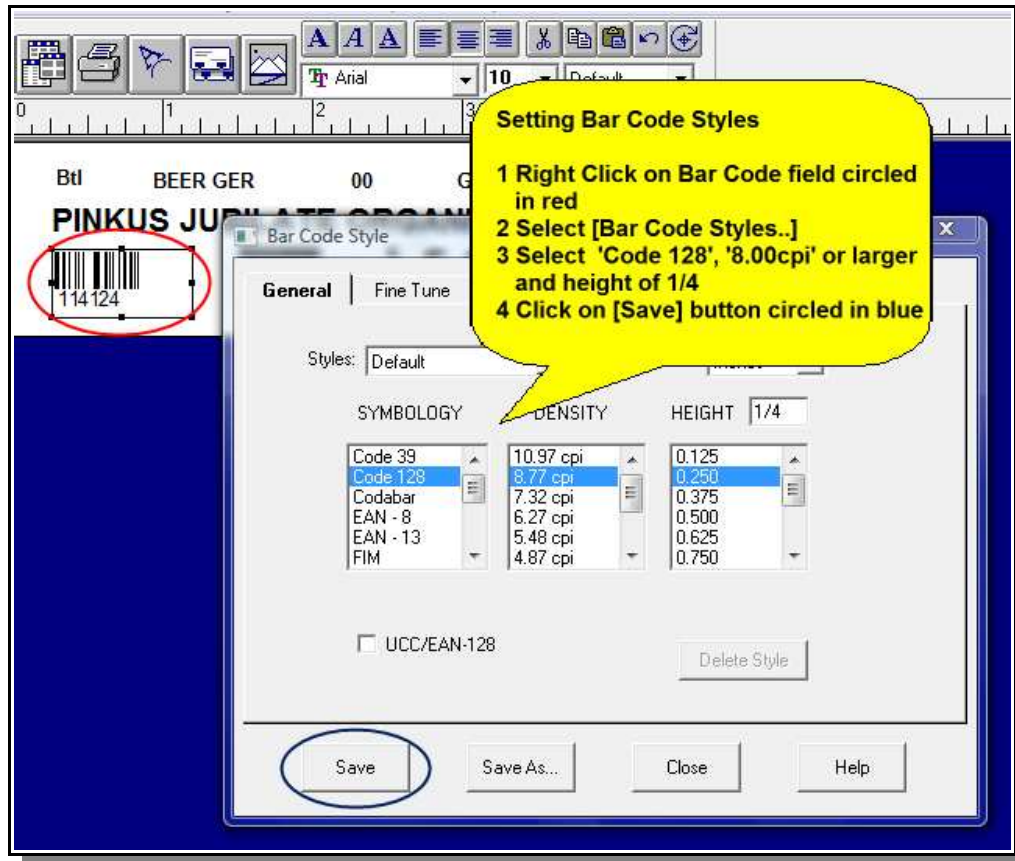 A A A
Arial 10 Default
0 1 2 3
Btl BEER GER 00 G
PINKUS JU
114124
Setting Bar Code Styles
1 Right Click on Bar Code field circled
in red
2 Select [Bar Code Styles..]
3 Select 'Code 128', '8.00cpi' or larger
and height of 1/4
4 Click on [Save] button circled in blue
Bar Code Style X
General Fine Tune
Styles: Default
SYMBOLOGY DENSITY HEIGHT 1/4
Code 39 10.97 cpi 0.125
Code 128 8.77 cpi 0.250
Codabar 7.32 cpi 0.375
EAN - 8 6.27 cpi 0.500
EAN - 13 5.48 cpi 0.625
FIM 4.87 cpi 0.750
UCC/EAN-128
Delete Style
Save Save As... Close Help